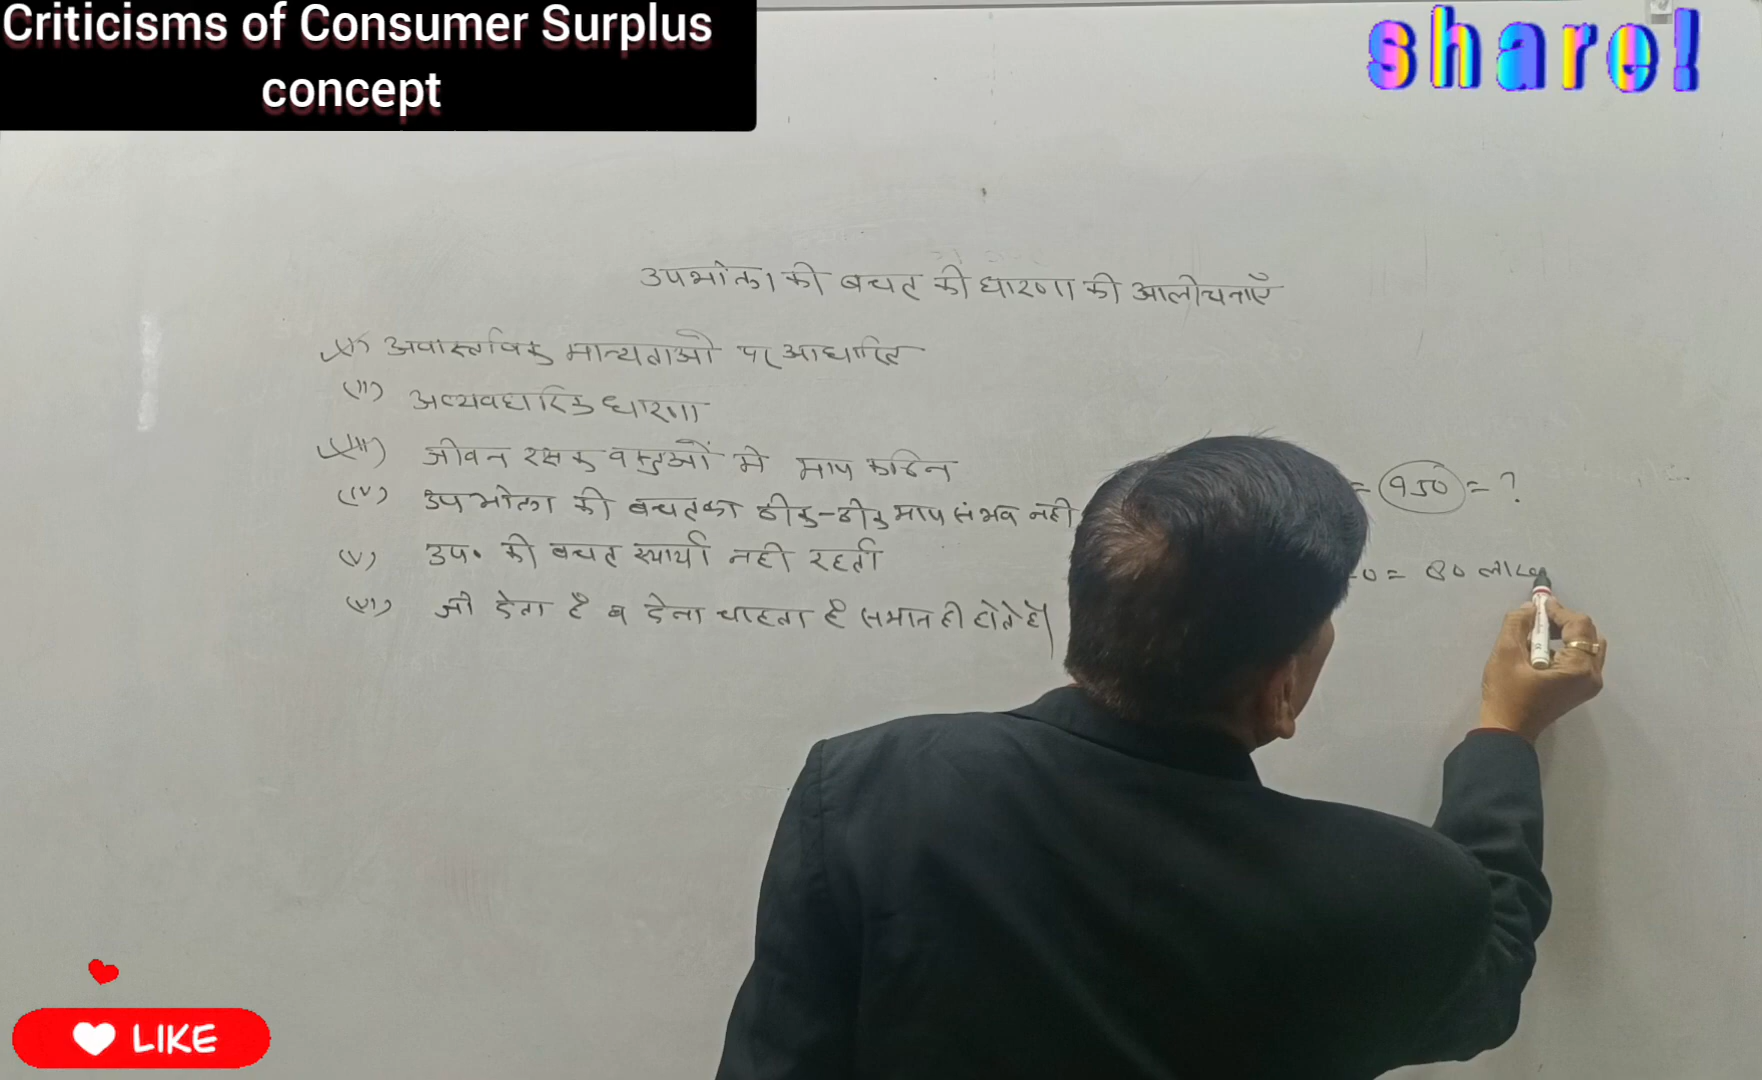 Criticisms of Consumer Surplus
concept
share!
उपभोक्ता की बचत की धारणा की आलोचनाएँ
अवास्तविक मान्यताओं पर आधारित
(ii) अव्यवहारिक धारणा
(iii) जीवन रक्षक वस्तुओं में माप कठिन
(iv) उपभोक्ता की बचत का ठीक-ठीक माप संभव नहीं
(v) उप॰ की बचत स्थायी नहीं रहती
(vi) जो देता है व देना चाहता है समान ही होते हैं।
= 950 = ?
0 = 80 लाख
LIKE